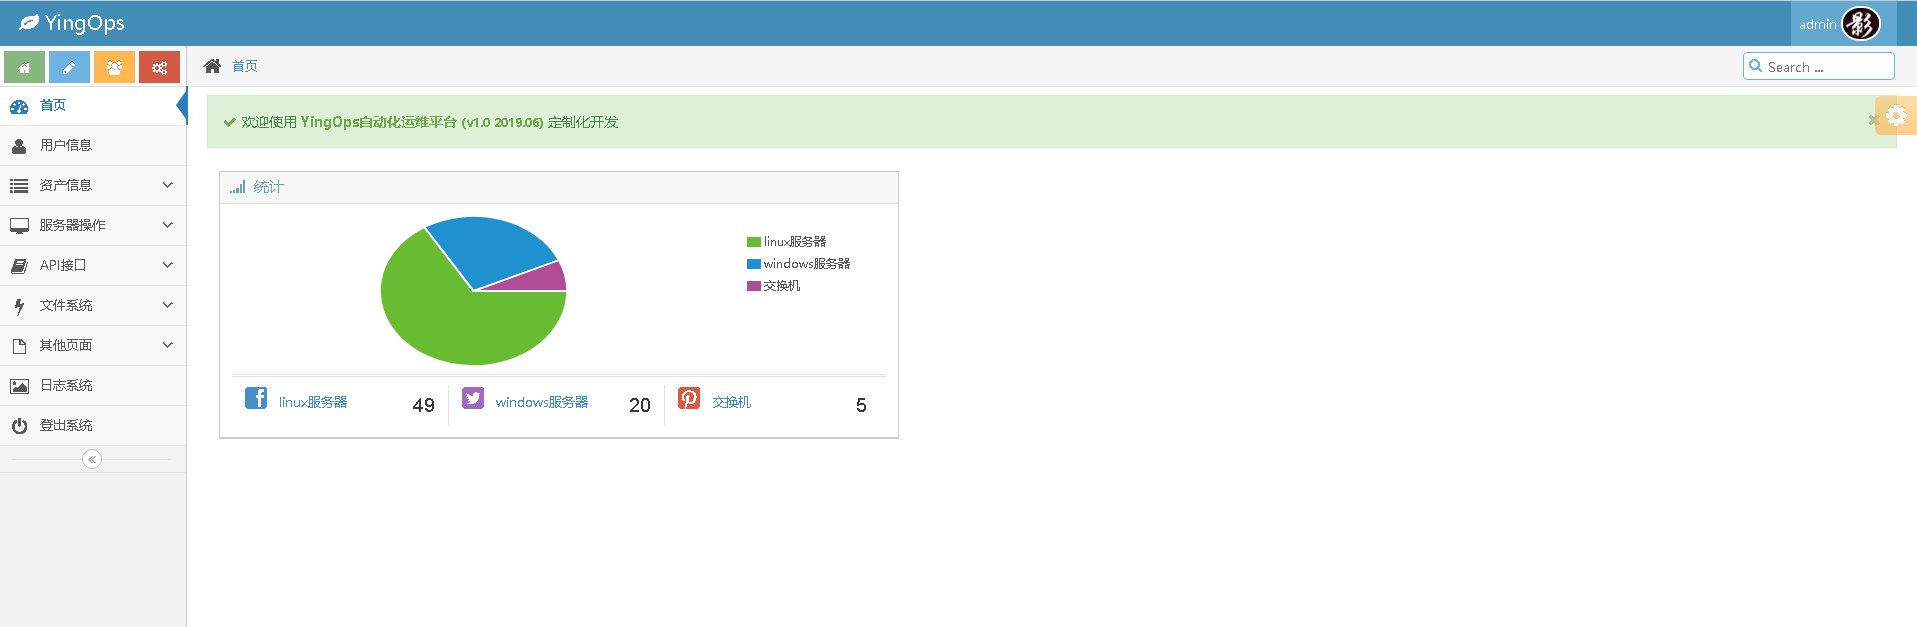 YingOps
admin
影
首页
Search ...
首页
用户信息
资产信息
服务器操作
API接口
文件系统
其他页面
日志系统
登出系统
欢迎使用 YingOps自动化运维平台 (v1.0 2019.06) 定制化开发
统计
linux服务器
windows服务器
交换机
linux服务器 49
windows服务器 20
交换机 5